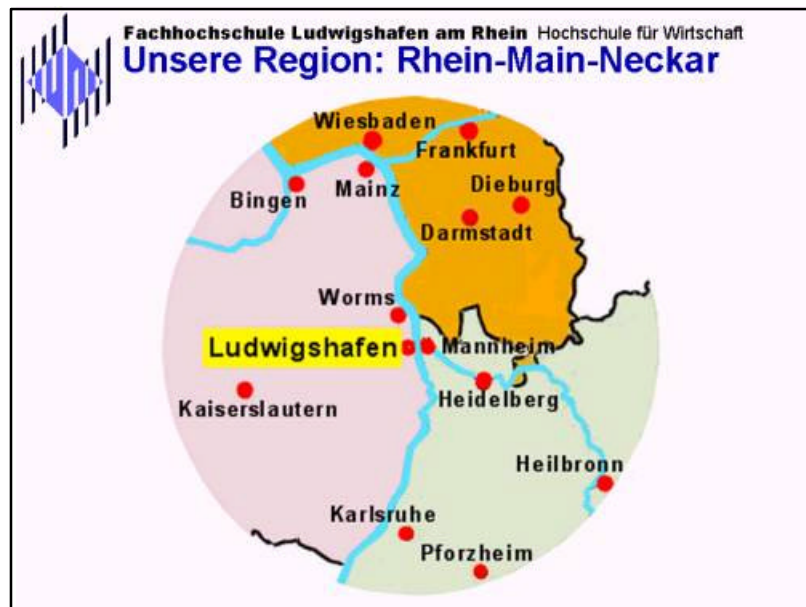 Fachhochschule Ludwigshafen am Rhein Hochschule für Wirtschaft
Unsere Region: Rhein-Main-Neckar
Wiesbaden
Frankfurt
Bingen
Mainz
Dieburg
Darmstadt
Worms
Ludwigshafen
Mannheim
Kaiserslautern
Heidelberg
Heilbronn
Karlsruhe
Pforzheim